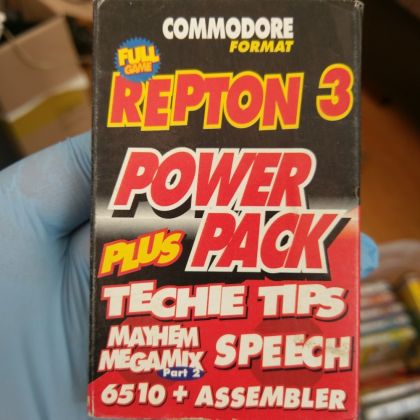 COMMODORE
FORMAT
FULL
GAME
REPTON 3
POWER
PLUS PACK
TECHIE TIPS
MAYHEM
MEGAMIX SPEECH
Part 2
6510 + ASSEMBLER